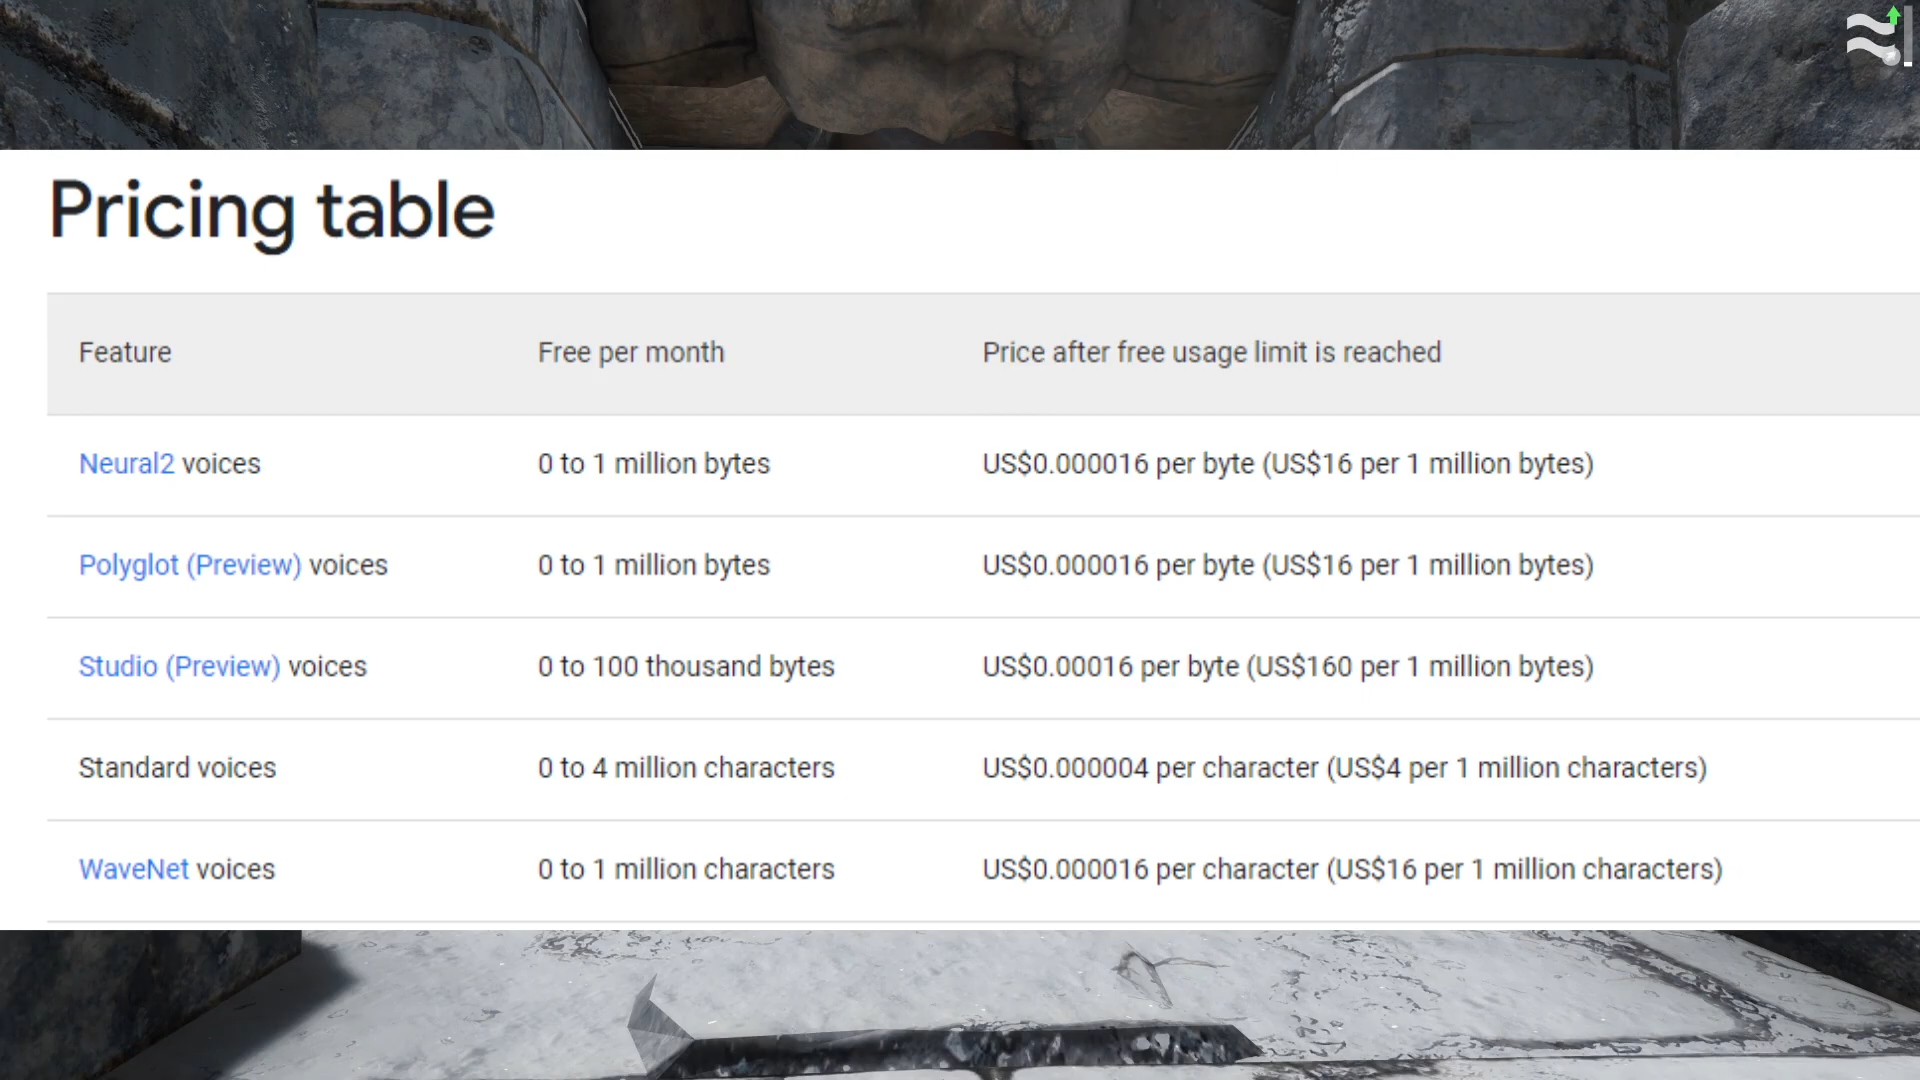 Pricing table
Feature Free per month Price after free usage limit is reached
Neural2 voices 0 to 1 million bytes US$0.000016 per byte (US$16 per 1 million bytes)
Polyglot (Preview) voices 0 to 1 million bytes US$0.000016 per byte (US$16 per 1 million bytes)
Studio (Preview) voices 0 to 100 thousand bytes US$0.00016 per byte (US$160 per 1 million bytes)
Standard voices 0 to 4 million characters US$0.000004 per character (US$4 per 1 million characters)
WaveNet voices 0 to 1 million characters US$0.000016 per character (US$16 per 1 million characters)